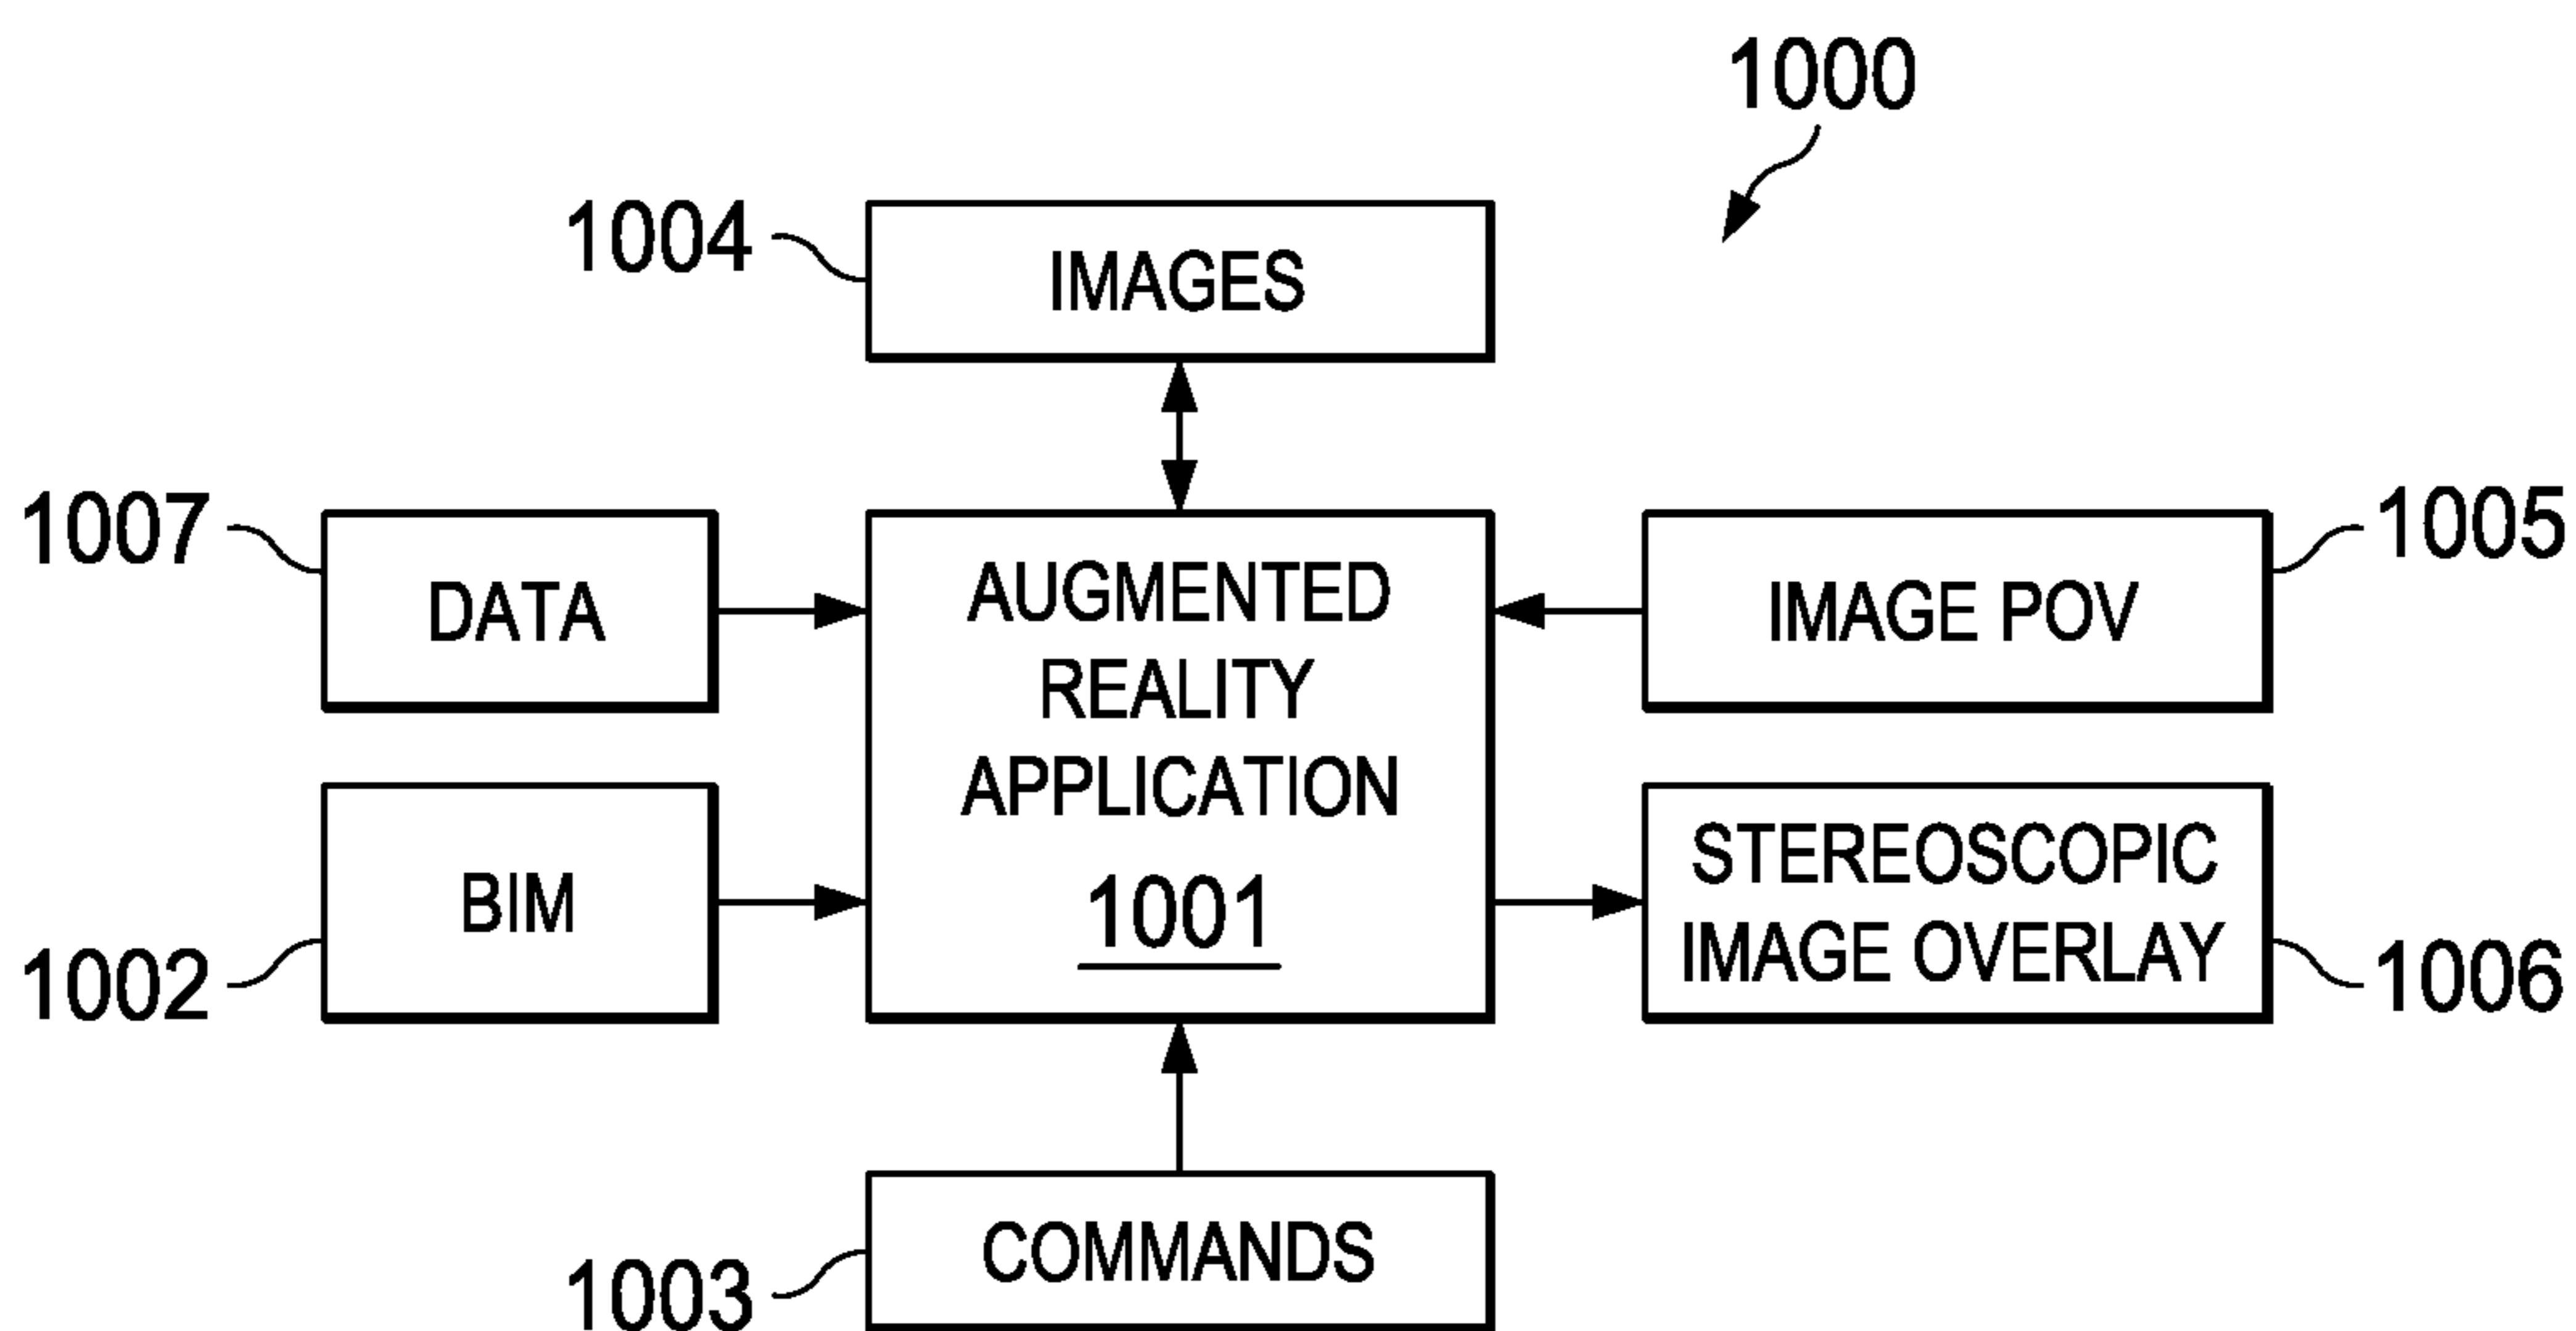 1000
1004
IMAGES
1007
DATA
AUGMENTED
REALITY
APPLICATION
1001
IMAGE POV
1005
BIM
1002
STEREOSCOPIC
IMAGE OVERLAY
1006
COMMANDS
1003